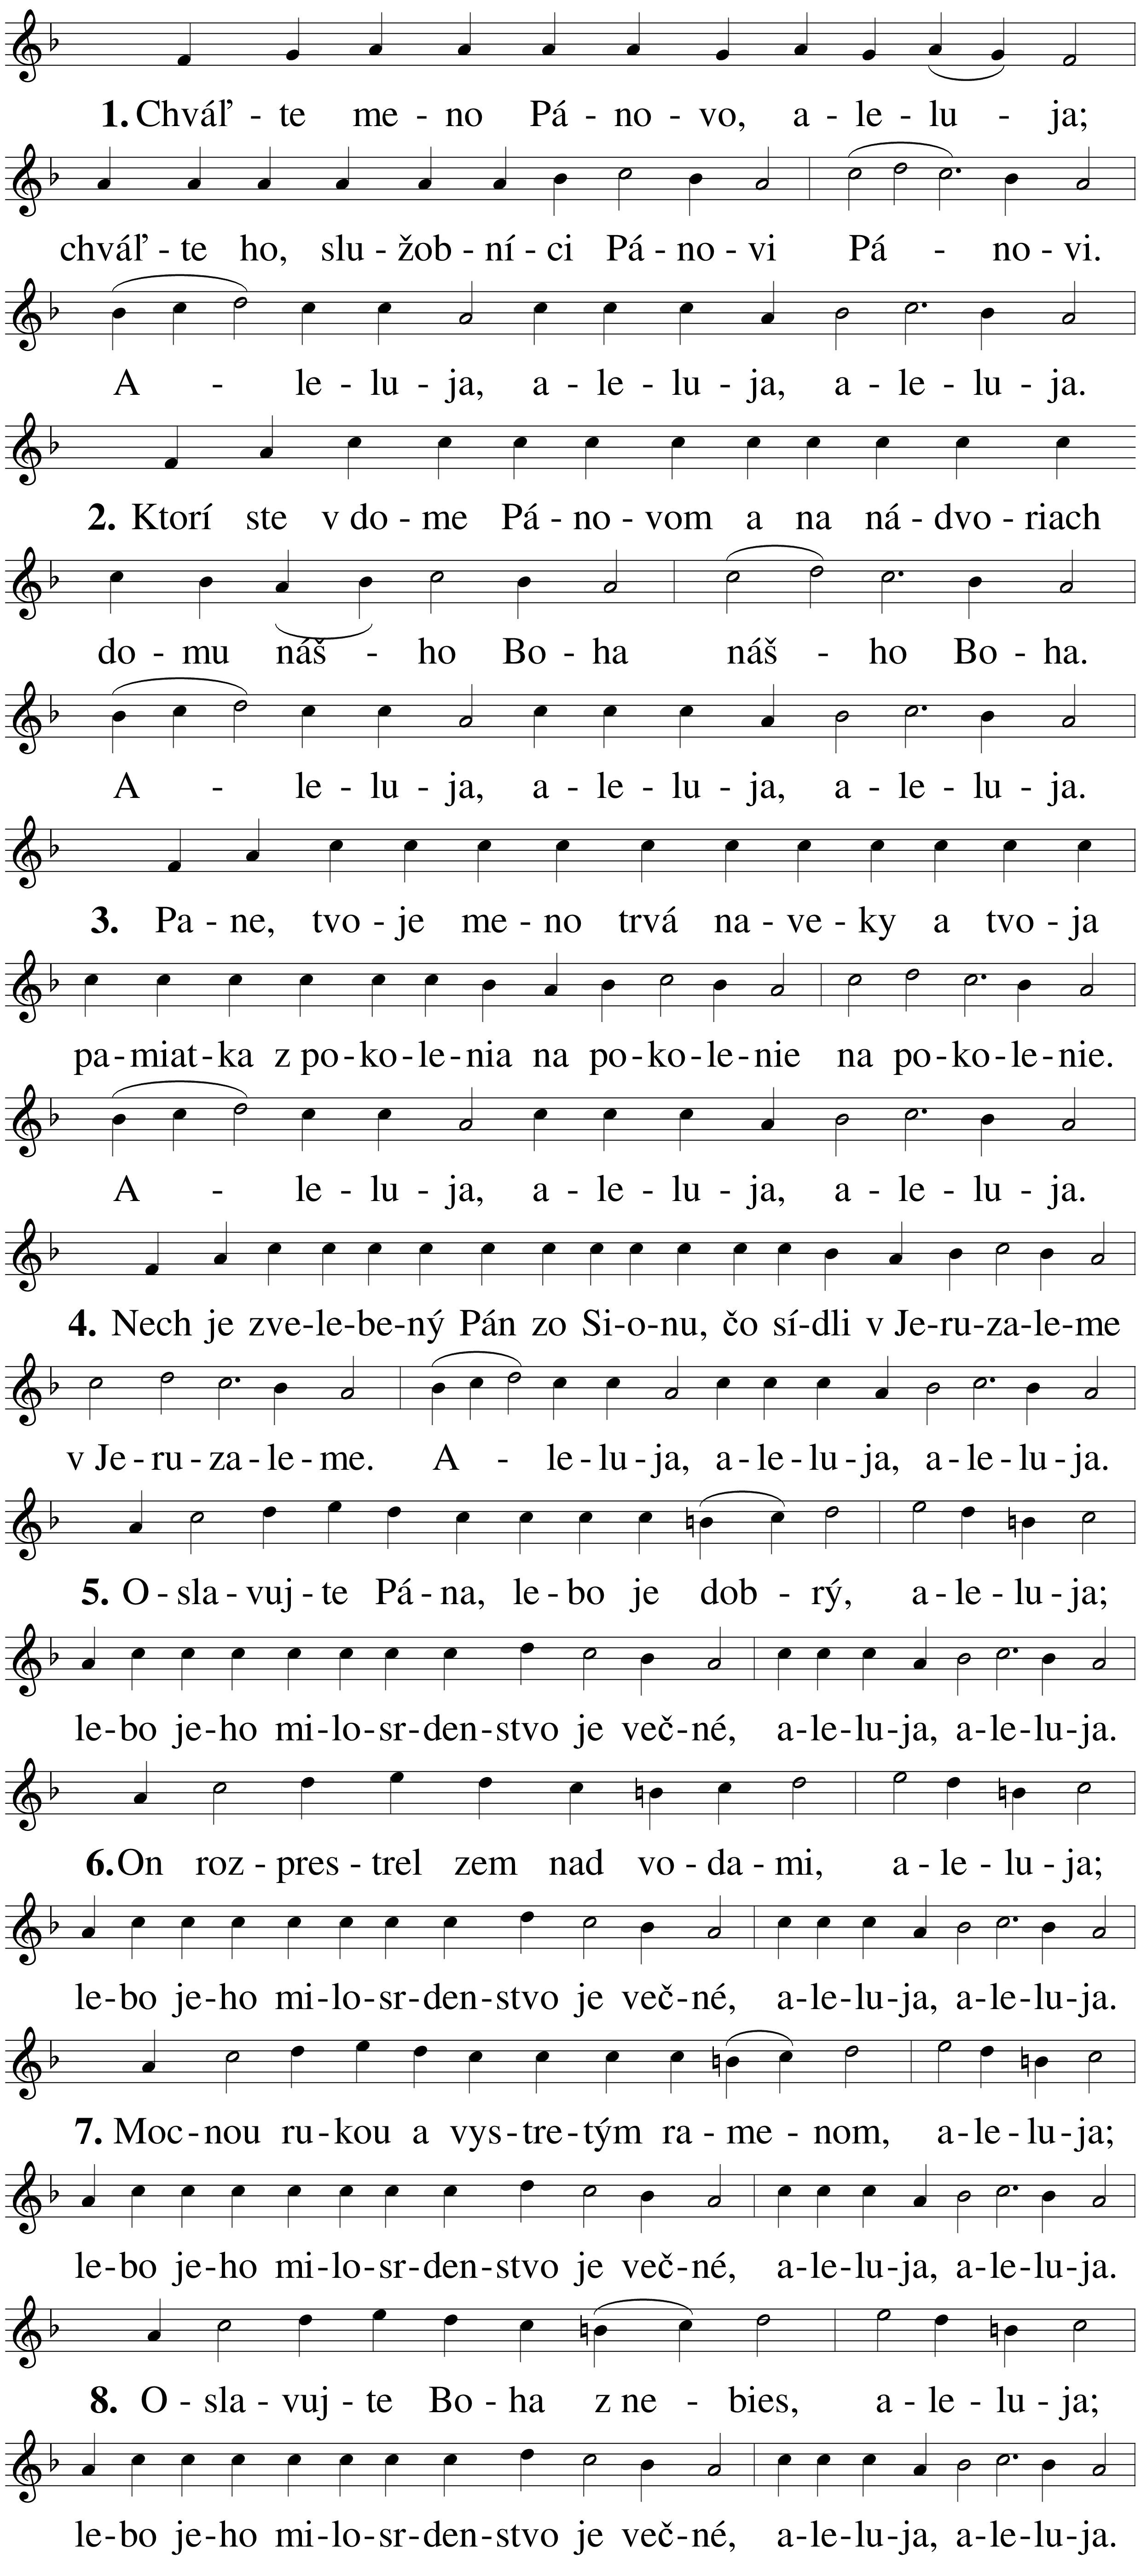 1. Chváľ - te me - no Pá - no - vo, a - le - lu - ja;
chváľ - te ho, slu - žob - ní - ci Pá - no - vi Pá - no - vi.
A - le - lu - ja, a - le - lu - ja, a - le - lu - ja.
2. Ktorí ste v do - me Pá - no - vom a na ná - dvo - riach
do - mu náš - ho Bo - ha náš - ho Bo - ha.
A - le - lu - ja, a - le - lu - ja, a - le - lu - ja.
3. Pa - ne, tvo - je me - no trvá na - ve - ky a tvo - ja
pa - miat - ka z po - ko - le - nia na po - ko - le - nie na po - ko - le - nie.
A - le - lu - ja, a - le - lu - ja, a - le - lu - ja.
4. Nech je zve - le - be - ný Pán zo Si - o - nu, čo sí - dli v Je - ru - za - le - me
v Je - ru - za - le - me. A - le - lu - ja, a - le - lu - ja, a - le - lu - ja.
5. O - sla - vuj - te Pá - na, le - bo je dob - rý, a - le - lu - ja;
le - bo je - ho mi - lo - sr - den - stvo je več - né, a - le - lu - ja, a - le - lu - ja.
6. On roz - pres - trel zem nad vo - da - mi, a - le - lu - ja;
le - bo je - ho mi - lo - sr - den - stvo je več - né, a - le - lu - ja, a - le - lu - ja.
7. Moc - nou ru - kou a vys - tre - tým ra - me - nom, a - le - lu - ja;
le - bo je - ho mi - lo - sr - den - stvo je več - né, a - le - lu - ja, a - le - lu - ja.
8. O - sla - vuj - te Bo - ha z ne - bies, a - le - lu - ja;
le - bo je - ho mi - lo - sr - den - stvo je več - né, a - le - lu - ja, a - le - lu - ja.